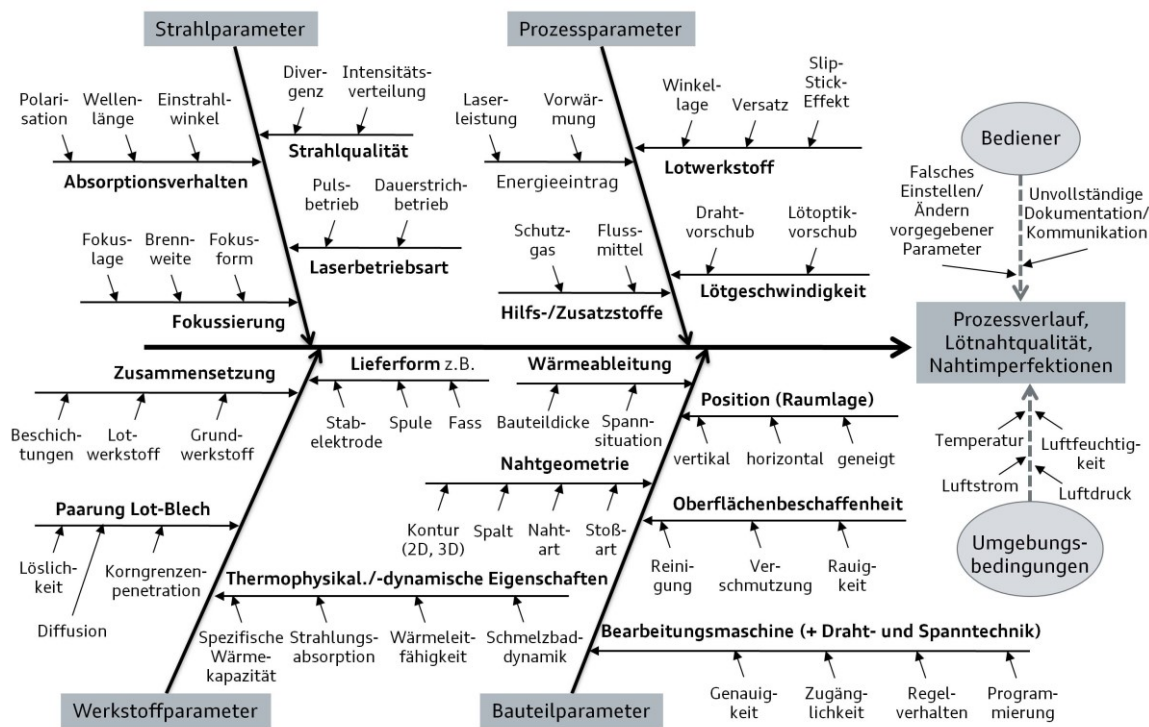 Strahlparameter
Polari-
sation
Wellen-
länge
Einstrahl-
winkel
Absorptionsverhalten
Diver-
genz
Intensitäts-
verteilung
Strahlqualität
Fokus-
lage
Brenn-
weite
Fokus-
form
Fokussierung
Puls-
betrieb
Dauerstrich-
betrieb
Laserbetriebsart
Prozessparameter
Laser-
leistung
Vorwär-
mung
Energieeintrag
Winkel-
lage
Versatz
Slip-
Stick-
Effekt
Lotwerkstoff
Schutz-
gas
Fluss-
mittel
Hilfs-/Zusatzstoffe
Draht-
vorschub
Lötoptik-
vorschub
Lötgeschwindigkeit
Bediener
Falsches
Einstellen/
Ändern
vorgegebener
Parameter
Unvollständige
Dokumentation/
Kommunikation
Prozessverlauf,
Lötnahtqualität,
Nahtimperfektionen
Zusammensetzung
Beschich-
tungen
Lot-
werkstoff
Grund-
werkstoff
Lieferform z.B.
Stab-
elektrode
Spule
Fass
Paarung Lot-Blech
Löslich-
keit
Diffusion
Korngrenzen-
penetration
Thermophysikal./-dynamische Eigenschaften
Spezifische
Wärme-
kapazität
Strahlungs-
absorption
Wärmeleit-
fähigkeit
Schmelzbad-
dynamik
Werkstoffparameter
Wärmeableitung
Bauteildicke
Spann-
situation
Position (Raumlage)
vertikal
horizontal
geneigt
Nahtgeometrie
Kontur
(2D, 3D)
Spalt
Naht-
art
Stoß-
art
Oberflächenbeschaffenheit
Reini-
gung
Ver-
schmutzung
Rauig-
keit
Bearbeitungsmaschine (+ Draht- und Spanntechnik)
Genauig-
keit
Zugäng-
lichkeit
Regel-
verhalten
Program-
mierung
Bauteilparameter
Temperatur
Luftfeuchtig-
keit
Luftstrom
Luftdruck
Umgebungs-
bedingungen